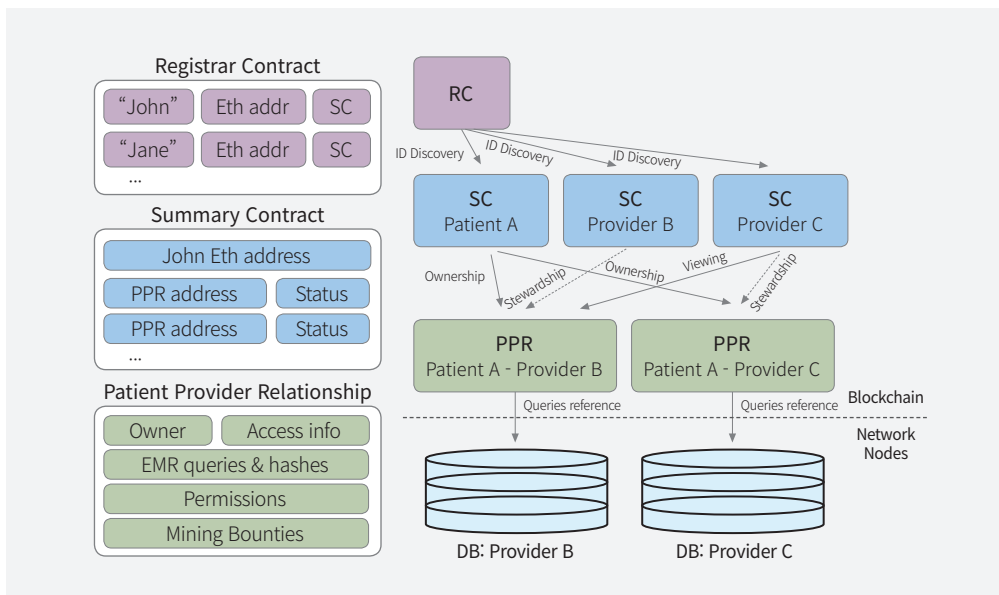 Registrar Contract
“John” Eth addr SC
“Jane” Eth addr SC
...
Summary Contract
John Eth address
PPR address Status
PPR address Status
...
Patient Provider Relationship
Owner Access info
EMR queries & hashes
Permissions
Mining Bounties
RC
ID Discovery ID Discovery ID Discovery
SC
Patient A
SC
Provider B
SC
Provider C
Ownership Stewardship Ownership Viewing Stewardship
PPR
Patient A - Provider B
PPR
Patient A - Provider C
Queries reference Queries reference
Blockchain
Network
Nodes
DB: Provider B
DB: Provider C